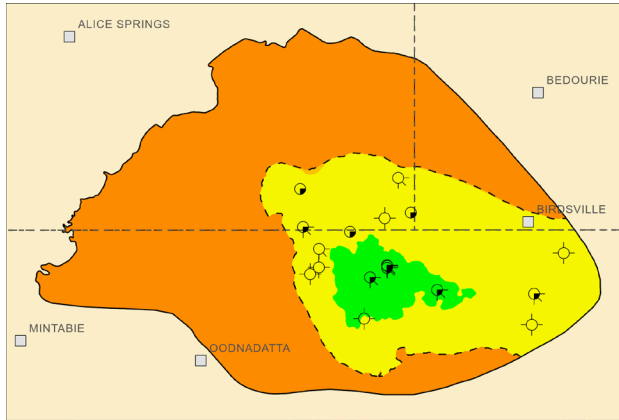 ALICE SPRINGS
BEDOURIE
BIRDSVILLE
MINTABIE
OODNADATTA